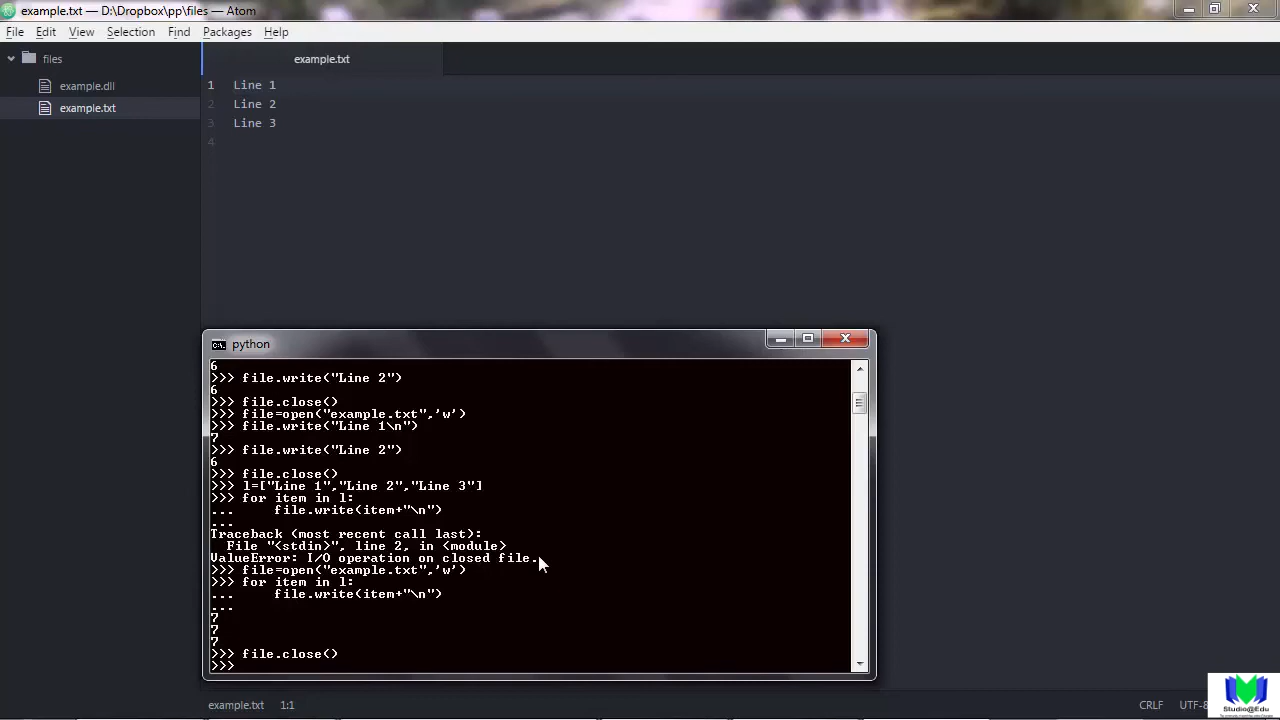 example.txt — D:\Dropbox\pp\files — Atom
File Edit View Selection Find Packages Help
files
example.dll
example.txt
example.txt
1 Line 1
2 Line 2
3 Line 3
4
python
6
>>> file.write("Line 2")
6
>>> file.close()
>>> file=open("example.txt",'w')
>>> file.write("Line 1\n")
7
>>> file.write("Line 2")
6
>>> file.close()
>>> l=["Line 1","Line 2","Line 3"]
>>> for item in l:
...     file.write(item+"\n")
...
Traceback (most recent call last):
  File "<stdin>", line 2, in <module>
ValueError: I/O operation on closed file.
>>> file=open("example.txt",'w')
>>> for item in l:
...     file.write(item+"\n")
...
7
7
7
>>> file.close()
>>>
example.txt 1:1 CRLF UTF-8
Studio@Edu